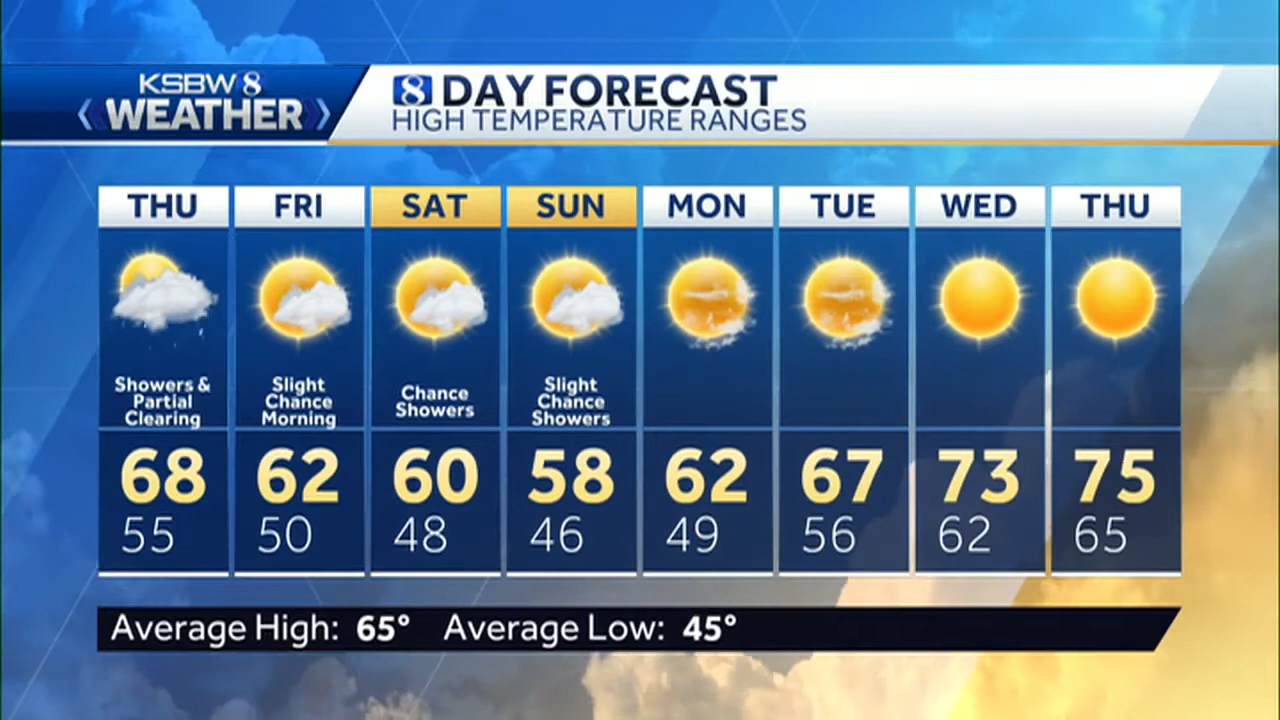 KSBW 8
WEATHER
8 DAY FORECAST
HIGH TEMPERATURE RANGES
THU FRI SAT SUN MON TUE WED THU
Showers &
Partial
Clearing
Slight
Chance
Morning
Chance
Showers
Slight
Chance
Showers
68 62 60 58 62 67 73 75
55 50 48 46 49 56 62 65
Average High: 65° Average Low: 45°